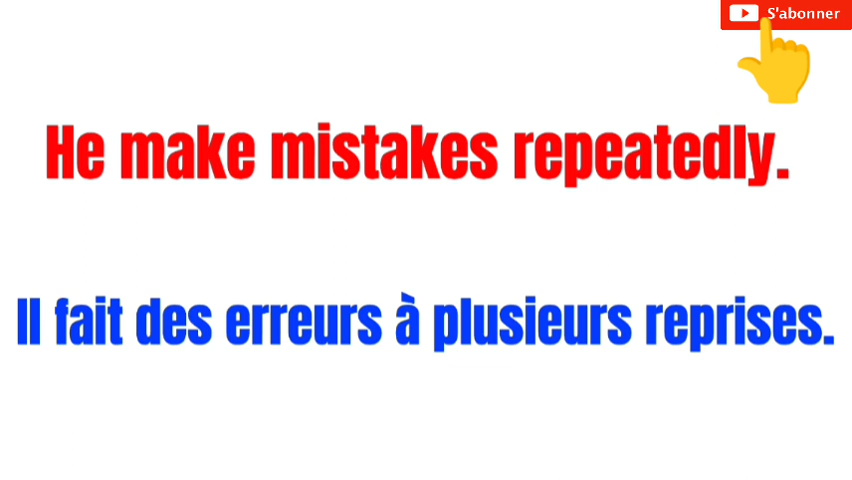 S'abonner
He make mistakes repeatedly.
Il fait des erreurs à plusieurs reprises.